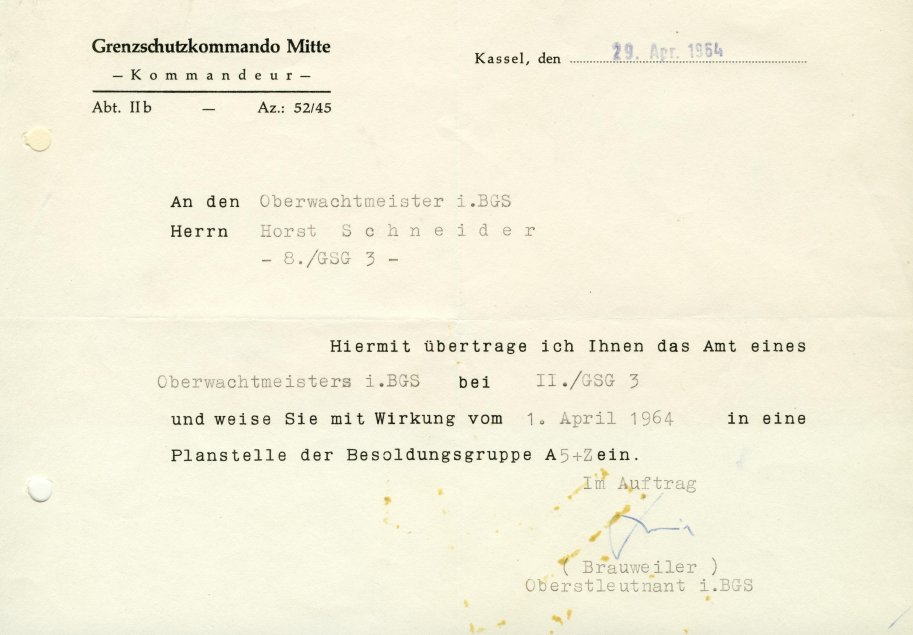 Grenzschutzkommando Mitte
– Kommandeur –
Abt. IIb — Az.: 52/45
Kassel, den 29. Apr. 1964
An den Oberwachtmeister i.BGS
Herrn Horst Schneider
- 8./GSG 3 -
Hiermit übertrage ich Ihnen das Amt eines
Oberwachtmeisters i.BGS bei II./GSG 3
und weise Sie mit Wirkung vom 1. April 1964 in eine
Planstelle der Besoldungsgruppe A5+Z ein.
Im Auftrag
( Brauweiler )
Oberstleutnant i.BGS